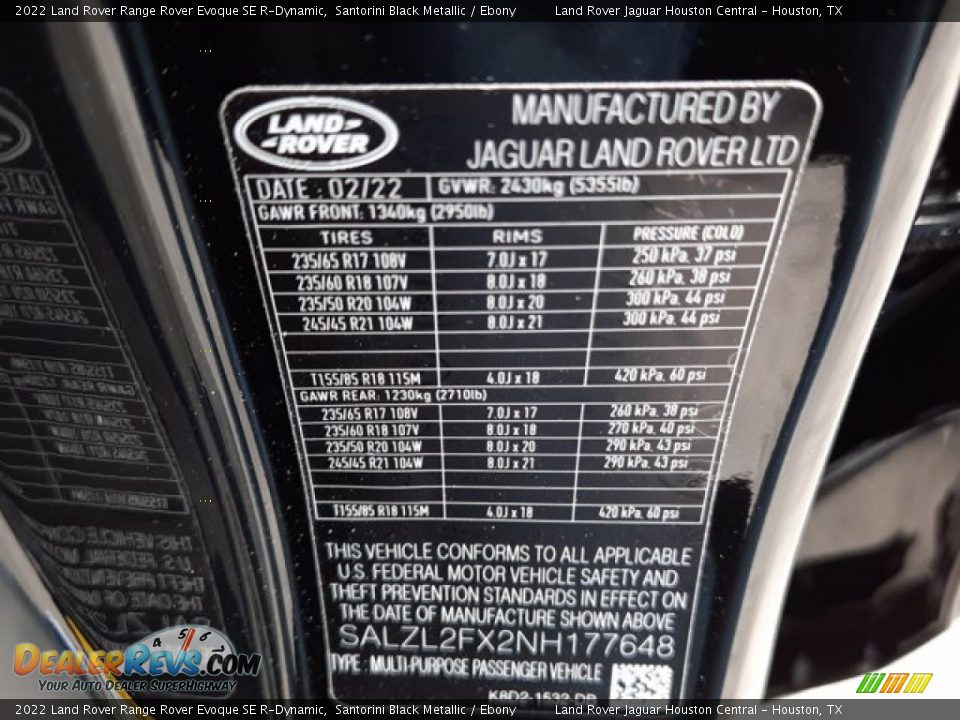 2022 Land Rover Range Rover Evoque SE R-Dynamic, Santorini Black Metallic / Ebony Land Rover Jaguar Houston Central - Houston, TX
LAND-
-ROVER
MANUFACTURED BY
JAGUAR LAND ROVER LTD
DATE : 02/22 GVWR: 2430kg (5355lb)
GAWR FRONT: 1340kg (2950lb)
TIRES RIMS PRESSURE (COLD)
235/65 R17 108V 7.0J x 17 250 kPa. 37 psi
235/60 R18 107V 8.0J x 18 260 kPa. 38 psi
235/50 R20 104W 8.0J x 20 300 kPa. 44 psi
245/45 R21 104W 8.0J x 21 300 kPa. 44 psi
T155/85 R18 115M 4.0J x 18 420 kPa. 60 psi
GAWR REAR: 1230kg (2710lb)
235/65 R17 108V 7.0J x 17 260 kPa. 38 psi
235/60 R18 107V 8.0J x 18 270 kPa. 40 psi
235/50 R20 104W 8.0J x 20 290 kPa. 43 psi
245/45 R21 104W 8.0J x 21 290 kPa. 43 psi
T155/85 R18 115M 4.0J x 18 420 kPa. 60 psi
THIS VEHICLE CONFORMS TO ALL APPLICABLE
U.S. FEDERAL MOTOR VEHICLE SAFETY AND
THEFT PREVENTION STANDARDS IN EFFECT ON
THE DATE OF MANUFACTURE SHOWN ABOVE
SALZL2FX2NH177648
TYPE : MULTI-PURPOSE PASSENGER VEHICLE
K8D2-1532-DB
4 5 6
DEALERREVS.COM
Your Auto Dealer SuperHighway
2022 Land Rover Range Rover Evoque SE R-Dynamic, Santorini Black Metallic / Ebony Land Rover Jaguar Houston Central - Houston, TX